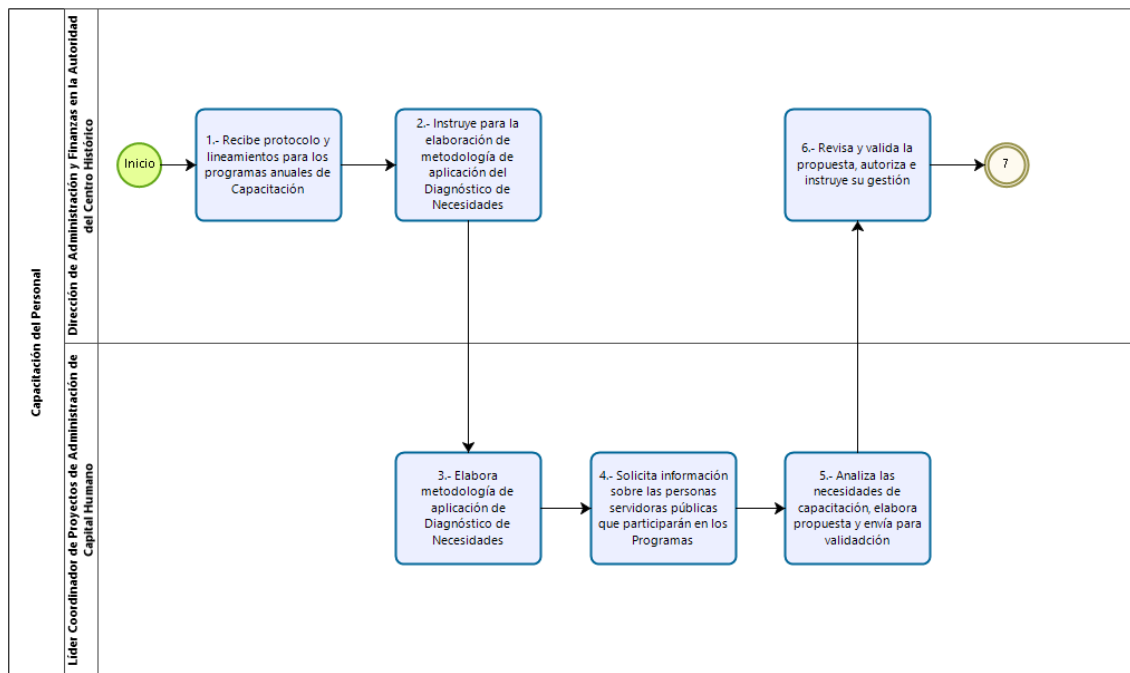 Capacitación del Personal
Dirección de Administración y Finanzas en la Autoridad
del Centro Histórico
Inicio
1.- Recibe protocolo y
lineamientos para los
programas anuales de
Capacitación
2.- Instruye para la
elaboración de
metodología de
aplicación del
Diagnóstico de
Necesidades
6.- Revisa y valida la
propuesta, autoriza e
instruye su gestión
7
Líder Coordinador de Proyectos de Administración de
Capital Humano
3.- Elabora
metodología de
aplicación de
Diagnóstico de
Necesidades
4.- Solicita información
sobre las personas
servidoras públicas
que participarán en los
Programas
5.- Analiza las
necesidades de
capacitación, elabora
propuesta y envía para
validadción